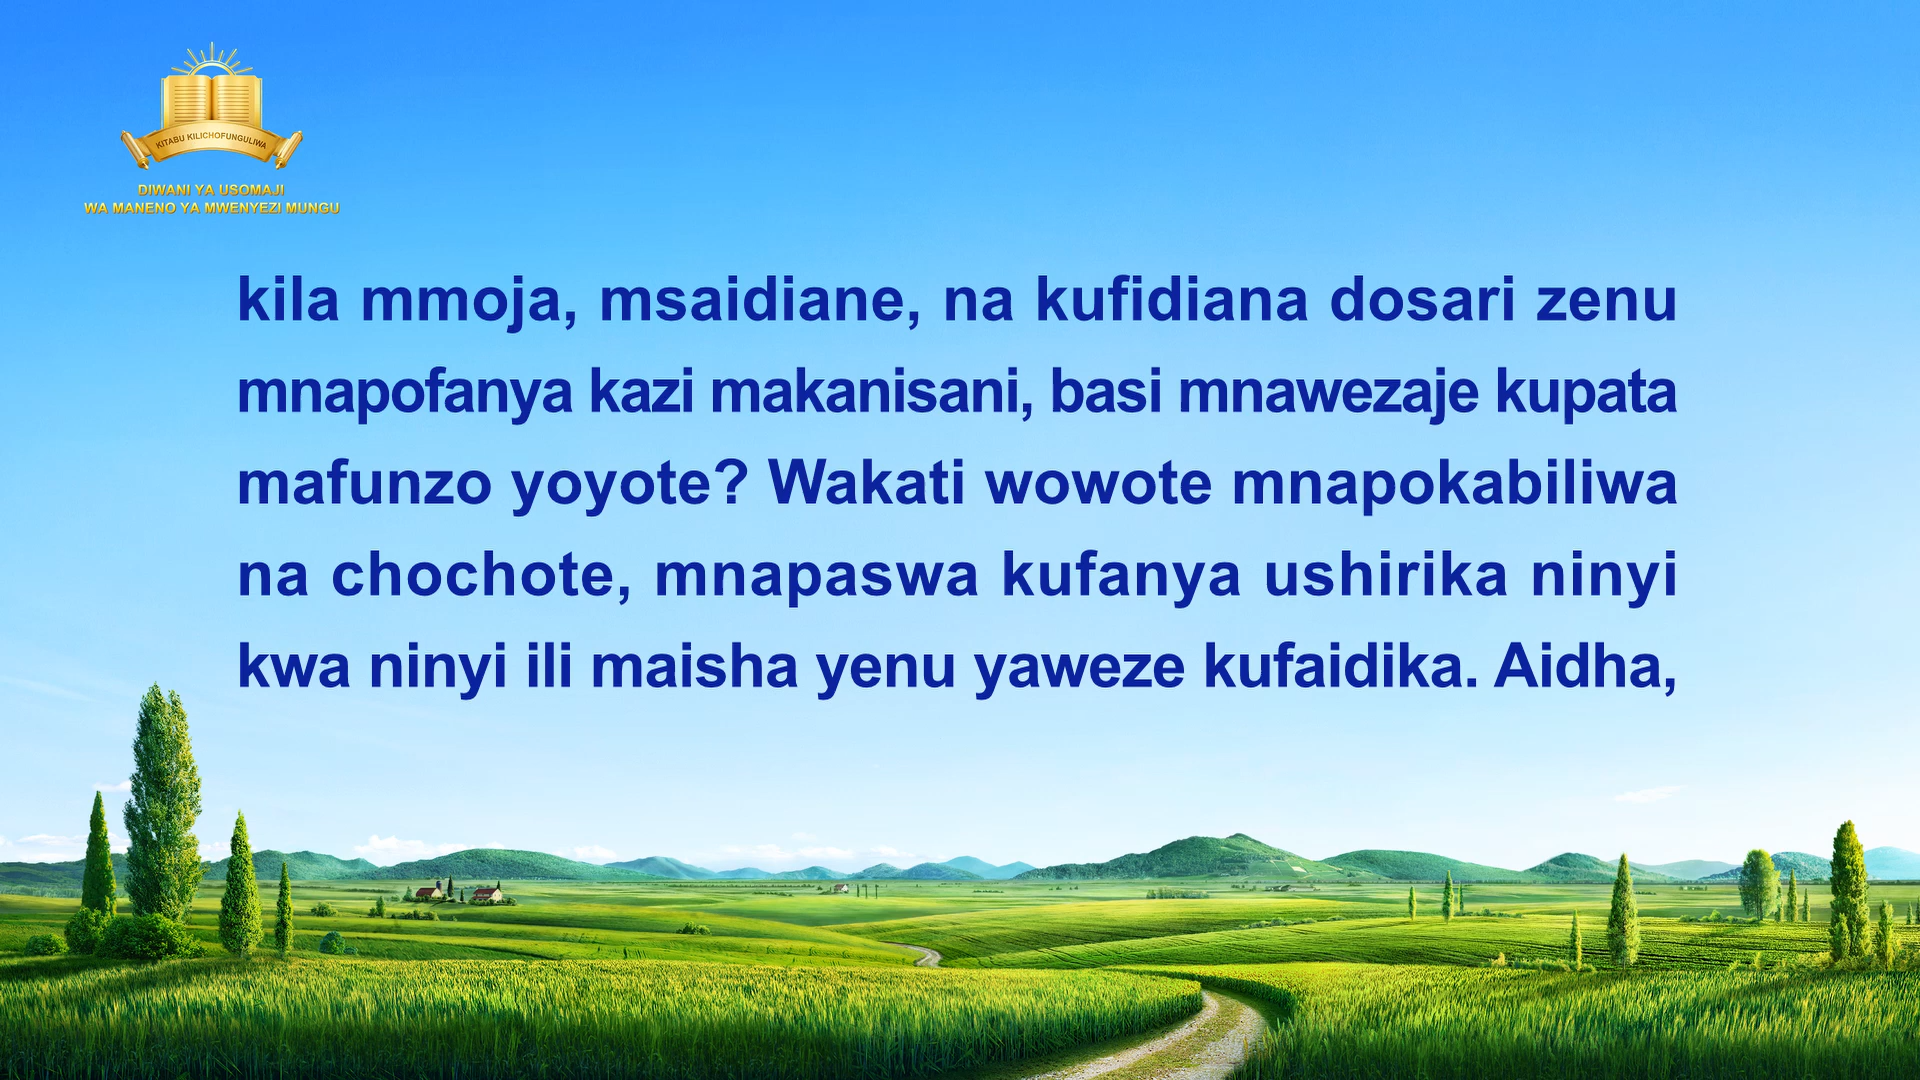 KITABU KILICHOFUNGULIWA
DIWANI YA USOMAJI
WA MANENO YA MWENYEZI MUNGU
kila mmoja, msaidiane, na kufidiana dosari zenu
mnapofanya kazi makanisani, basi mnawezaje kupata
mafunzo yoyote? Wakati wowote mnapokabiliwa
na chochote, mnapaswa kufanya ushirika ninyi
kwa ninyi ili maisha yenu yaweze kufaidika. Aidha,